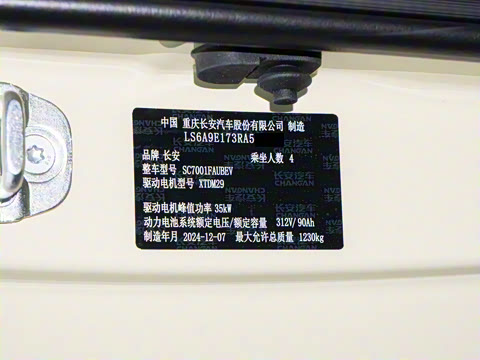 中国 重庆长安汽车股份有限公司 制造
LS6A9E173RA5
品牌 长安 乘坐人数 4
整车型号 SC7001FAUBEV
驱动电机型号 XTDM29
驱动电机峰值功率 35kW
动力电池系统额定电压/额定容量 312V/90Ah
制造年月 2024-12-07 最大允许总质量 1230kg